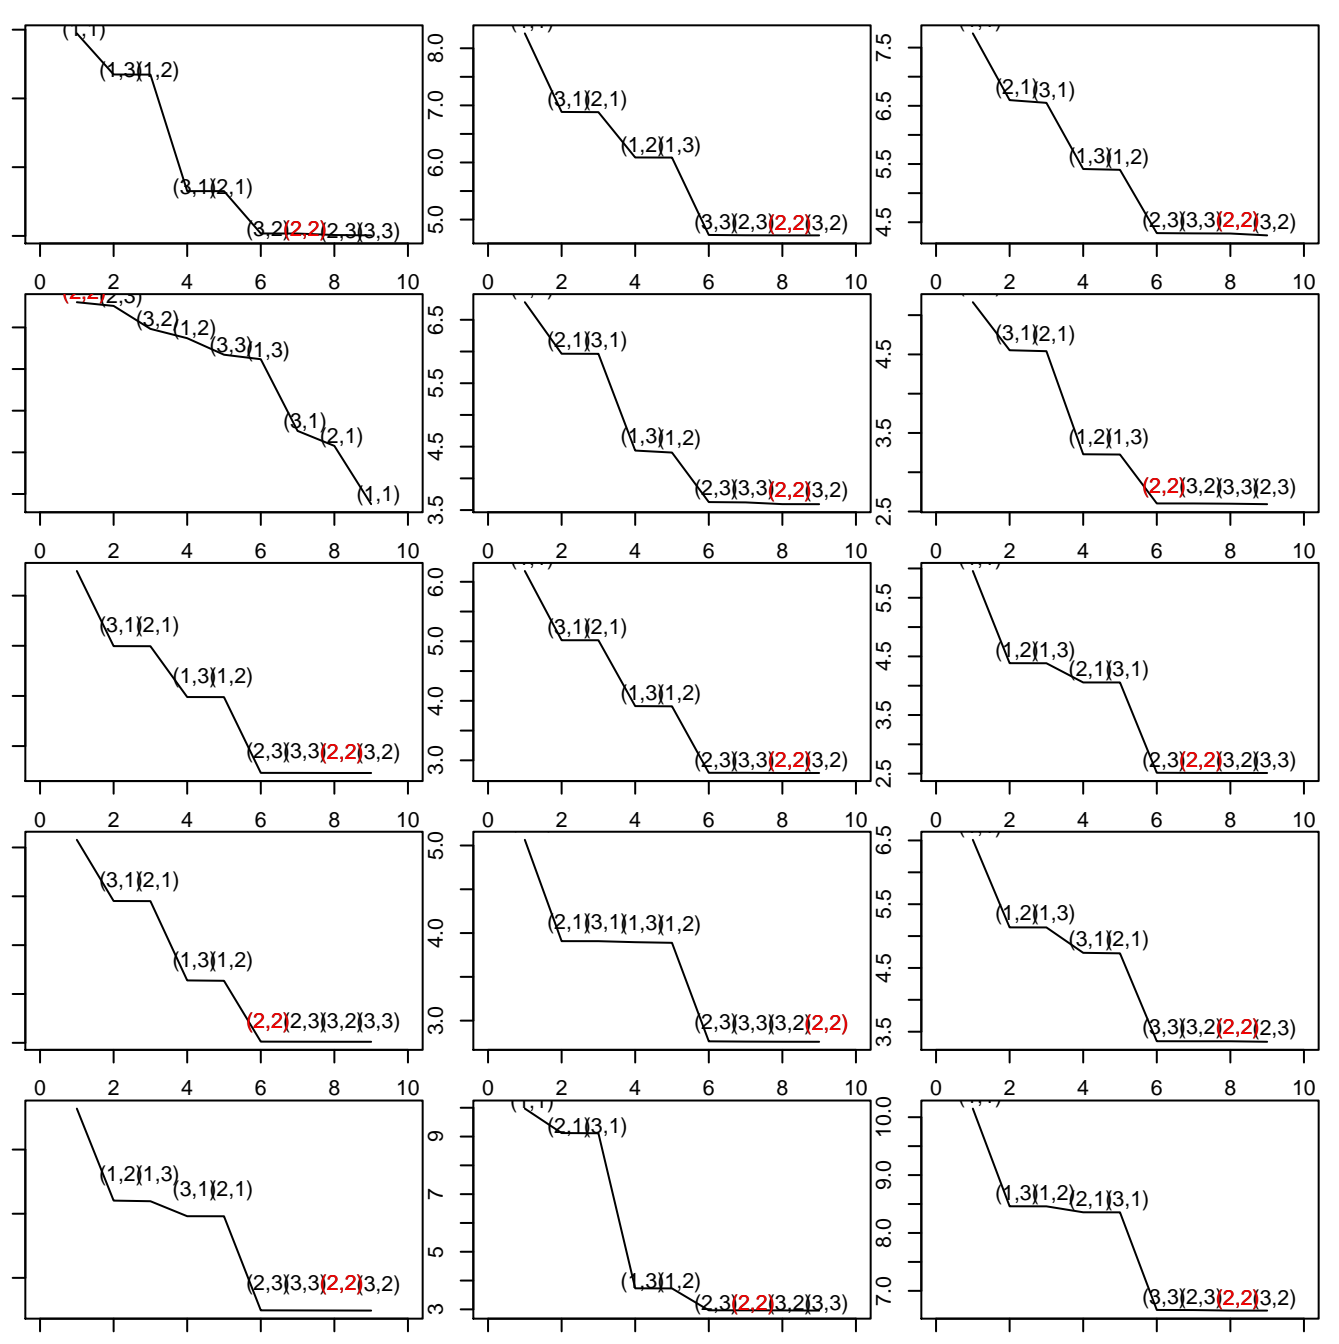 (1,1)
(1,3) (1,2)
(3,1) (2,1)
(3,2) (2,2) (2,3) (3,3)
8.0
7.0
6.0
5.0
(3,1) (2,1)
(1,2) (1,3)
(3,3) (2,3) (2,2) (3,2)
7.5
6.5
5.5
4.5
(2,1) (3,1)
(1,3) (1,2)
(2,3) (3,3) (2,2) (3,2)
0 2 4 6 8 10
0 2 4 6 8 10
0 2 4 6 8 10
(2,2) (2,3)
(3,2) (1,2)
(3,3) (1,3)
(3,1)
(2,1)
(1,1)
6.5
5.5
4.5
3.5
(2,1) (3,1)
(1,3) (1,2)
(2,3) (3,3) (2,2) (3,2)
4.5
3.5
2.5
(3,1) (2,1)
(1,2) (1,3)
(2,2) (3,2) (3,3) (2,3)
0 2 4 6 8 10
0 2 4 6 8 10
0 2 4 6 8 10
(3,1) (2,1)
(1,3) (1,2)
(2,3) (3,3) (2,2) (3,2)
6.0
5.0
4.0
3.0
(3,1) (2,1)
(1,3) (1,2)
(2,3) (3,3) (2,2) (3,2)
5.5
4.5
3.5
2.5
(1,2) (1,3)
(2,1) (3,1)
(2,3) (2,2) (3,2) (3,3)
0 2 4 6 8 10
0 2 4 6 8 10
0 2 4 6 8 10
(3,1) (2,1)
(1,3) (1,2)
(2,2) (2,3) (3,2) (3,3)
5.0
4.0
3.0
(2,1) (3,1) (1,3) (1,2)
(2,3) (3,3) (3,2) (2,2)
6.5
5.5
4.5
3.5
(1,2) (1,3)
(3,1) (2,1)
(3,3) (3,2) (2,2) (2,3)
0 2 4 6 8 10
0 2 4 6 8 10
0 2 4 6 8 10
(1,2) (1,3)
(3,1) (2,1)
(2,3) (3,3) (2,2) (3,2)
9
7
5
3
(2,1) (3,1)
(1,3) (1,2)
(2,3) (2,2) (3,2) (3,3)
10.0
9.0
8.0
7.0
(1,3) (1,2) (2,1) (3,1)
(3,3) (2,3) (2,2) (3,2)